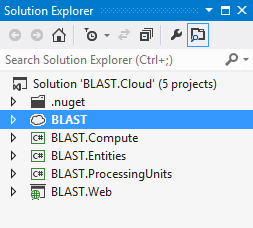 Solution Explorer
Search Solution Explorer (Ctrl+;)
Solution 'BLAST.Cloud' (5 projects)
.nuget
BLAST
C# BLAST.Compute
C# BLAST.Entities
C# BLAST.ProcessingUnits
BLAST.Web